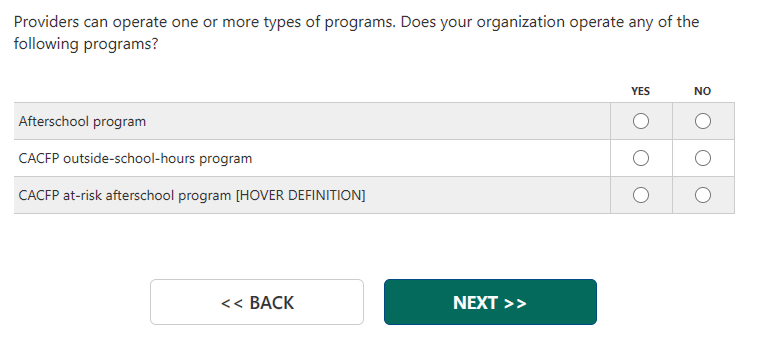 Providers can operate one or more types of programs. Does your organization operate any of the
following programs?
YES NO
Afterschool program
CACFP outside-school-hours program
CACFP at-risk afterschool program [HOVER DEFINITION]
<< BACK NEXT >>